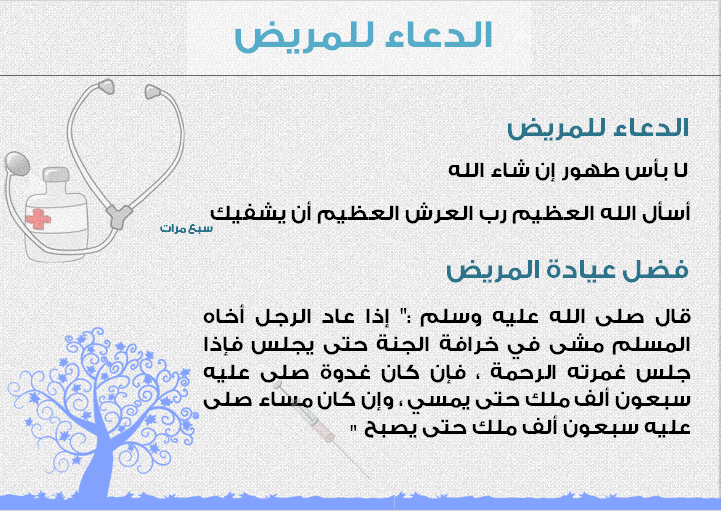 الدعاء للمريض
الدعاء للمريض
لا بأس طهور إن شاء الله
أسأل الله العظيم رب العرش العظيم أن يشفيك سبع مرات
فضل عيادة المريض
قال صلى الله عليه وسلم :" إذا عاد الرجل أخاه
المسلم مشى في خرافة الجنة حتى يجلس فإذا
جلس غمرته الرحمة ، فإن كان غدوة صلى عليه
سبعون ألف ملك حتى يمسي ، وإن كان مساء صلى
عليه سبعون ألف ملك حتى يصبح "